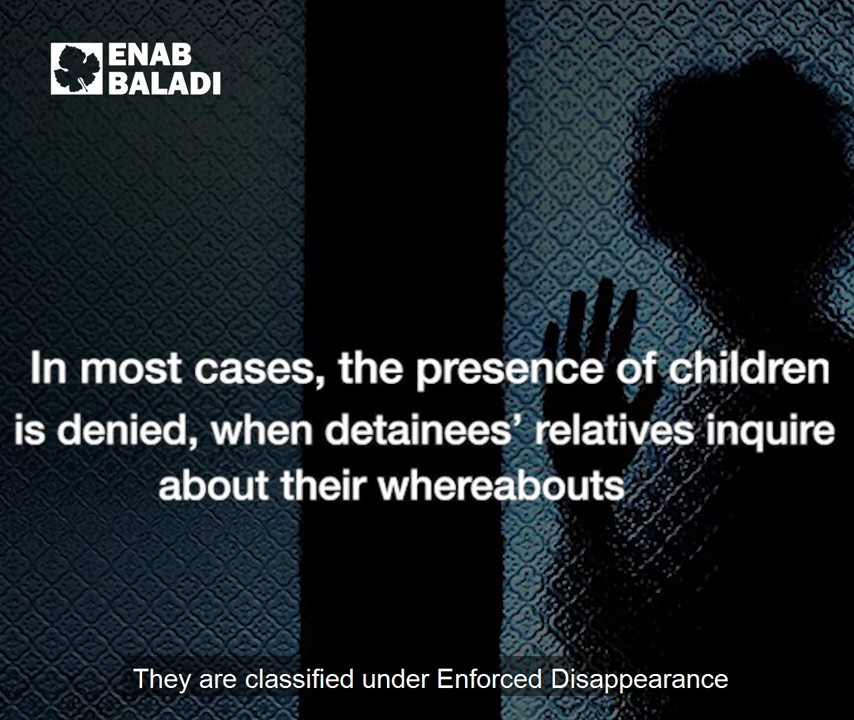 ENAB
BALADI
In most cases, the presence of children
is denied, when detainees’ relatives inquire
about their whereabouts
They are classified under Enforced Disappearance